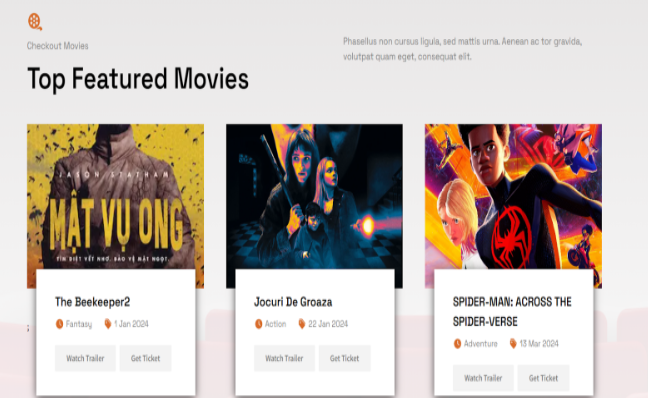 Checkout Movies
Top Featured Movies
Phasellus non cursus ligula, sed mattis urna. Aenean ac tor gravida,
volutpat quam eget, consequat elit.
JASON STATHAM
MẬT VỤ ONG
TIN DIỆT VẾT NHƠ. BẢO VỆ MẬT NGỌT.
The Beekeeper2
Fantasy 1 Jan 2024
Watch Trailer Get Ticket
Jocuri De Groaza
Action 22 Jan 2024
Watch Trailer Get Ticket
SPIDER-MAN: ACROSS THE
SPIDER-VERSE
Adventure 13 Mar 2024
Watch Trailer Get Ticket